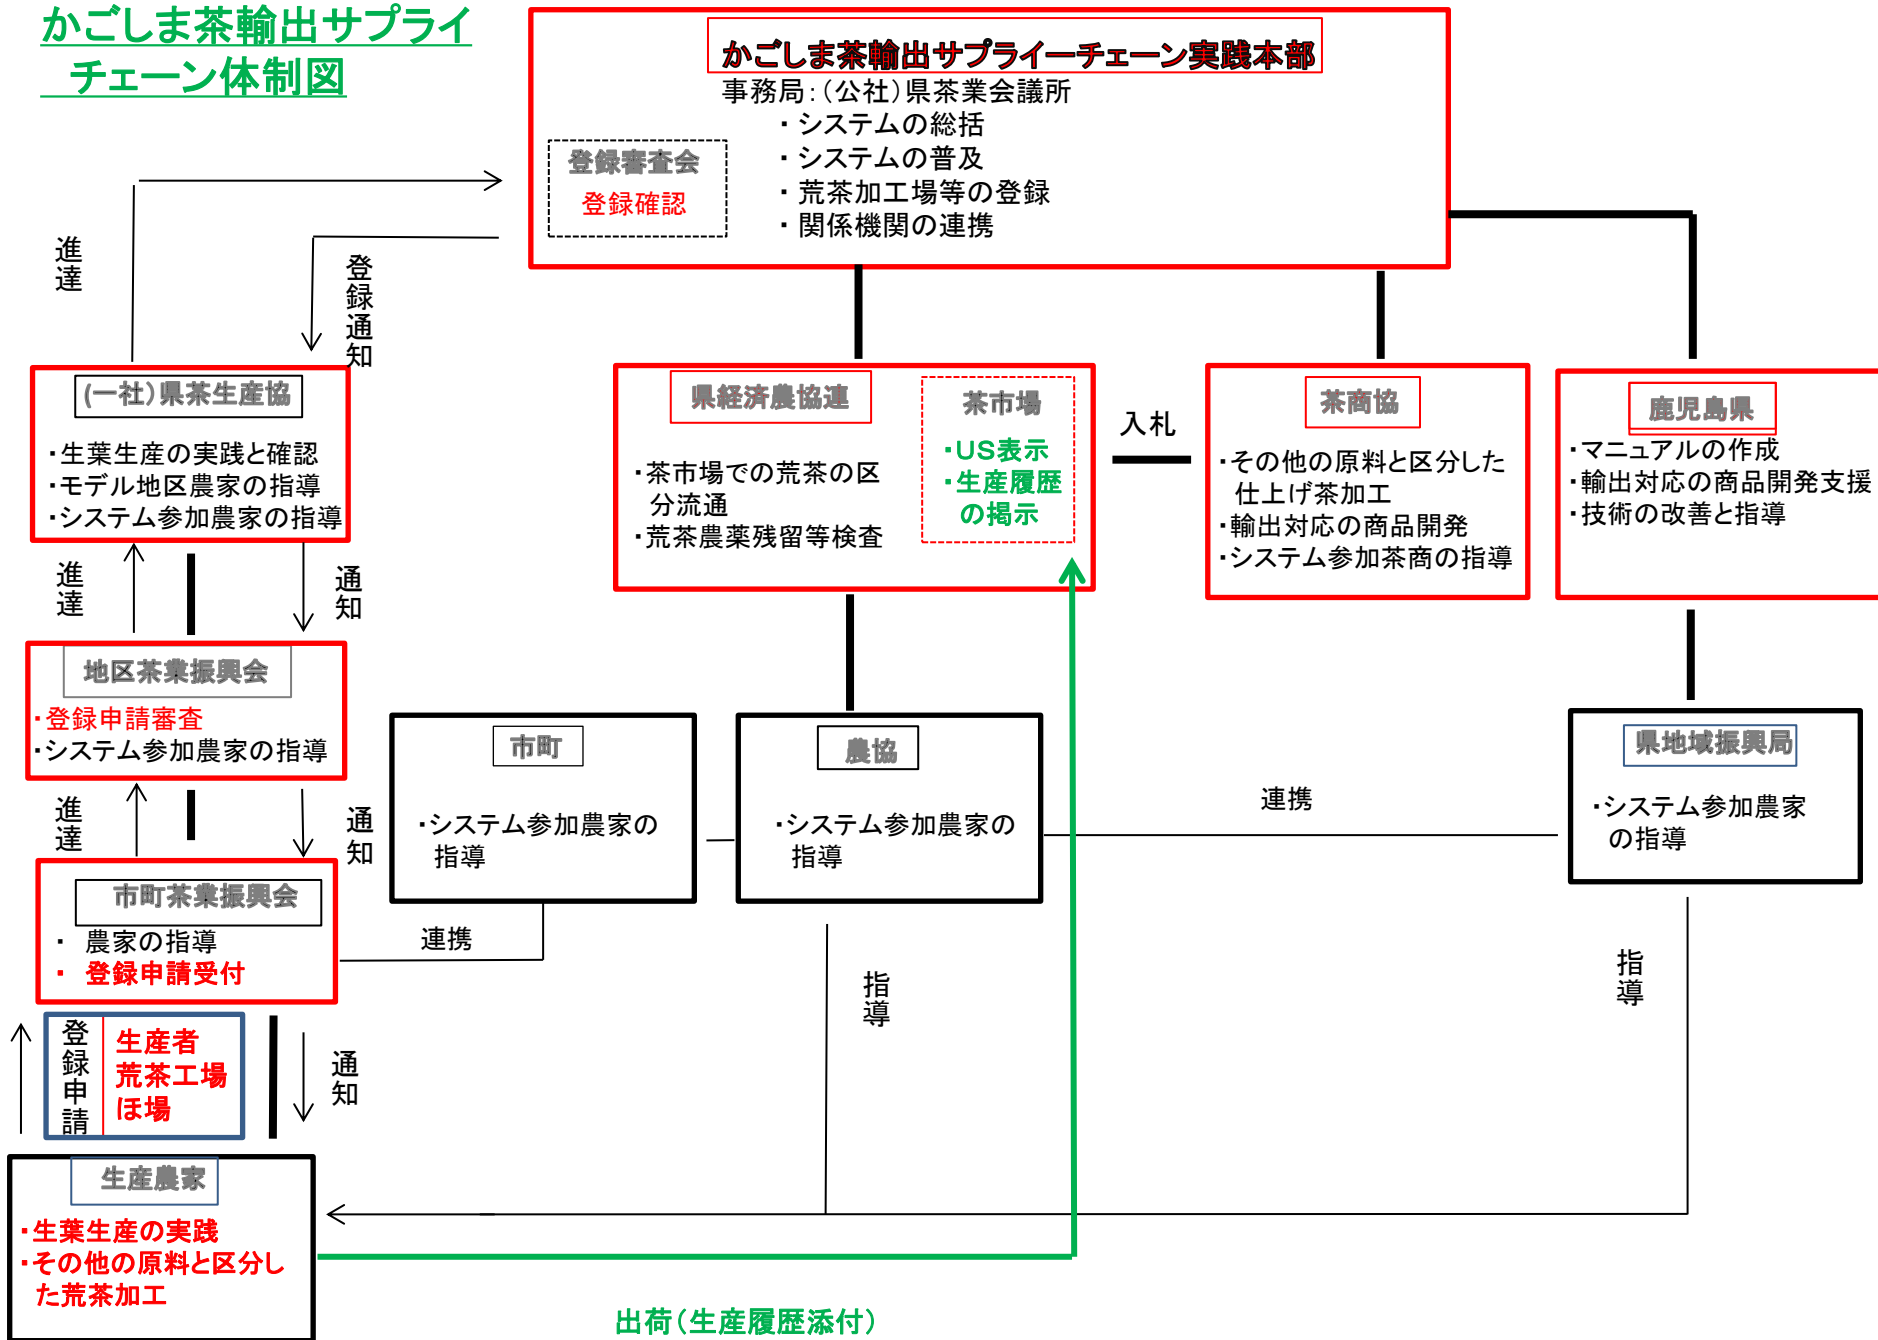 かごしま茶輸出サプライ
チェーン体制図
かごしま茶輸出サプライーチェーン実践本部
事務局：（公社）県茶業会議所
・システムの総括
・システムの普及
・荒茶加工場等の登録
・関係機関の連携
登録審査会
登録確認
進達
登録通知
(一社）県茶生産協
・生葉生産の実践と確認
・モデル地区農家の指導
・システム参加農家の指導
県経済農協連
・茶市場での荒茶の区
分流通
・荒茶農薬残留等検査
茶市場
・US表示
・生産履歴
の掲示
入札
茶商協
・その他の原料と区分した
仕上げ茶加工
・輸出対応の商品開発
・システム参加茶商の指導
鹿児島県
・マニュアルの作成
・輸出対応の商品開発支援
・技術の改善と指導
進達
通知
地区茶業振興会
・登録申請審査
・システム参加農家の指導
進達
通知
市町
・システム参加農家の
指導
農協
・システム参加農家の
指導
連携
県地域振興局
・システム参加農家
の指導
市町茶業振興会
・ 農家の指導
・ 登録申請受付
連携
指導
指導
登録申請
生産者
荒茶工場
ほ場
通知
生産農家
・生葉生産の実践
・その他の原料と区分し
た荒茶加工
出荷（生産履歴添付）